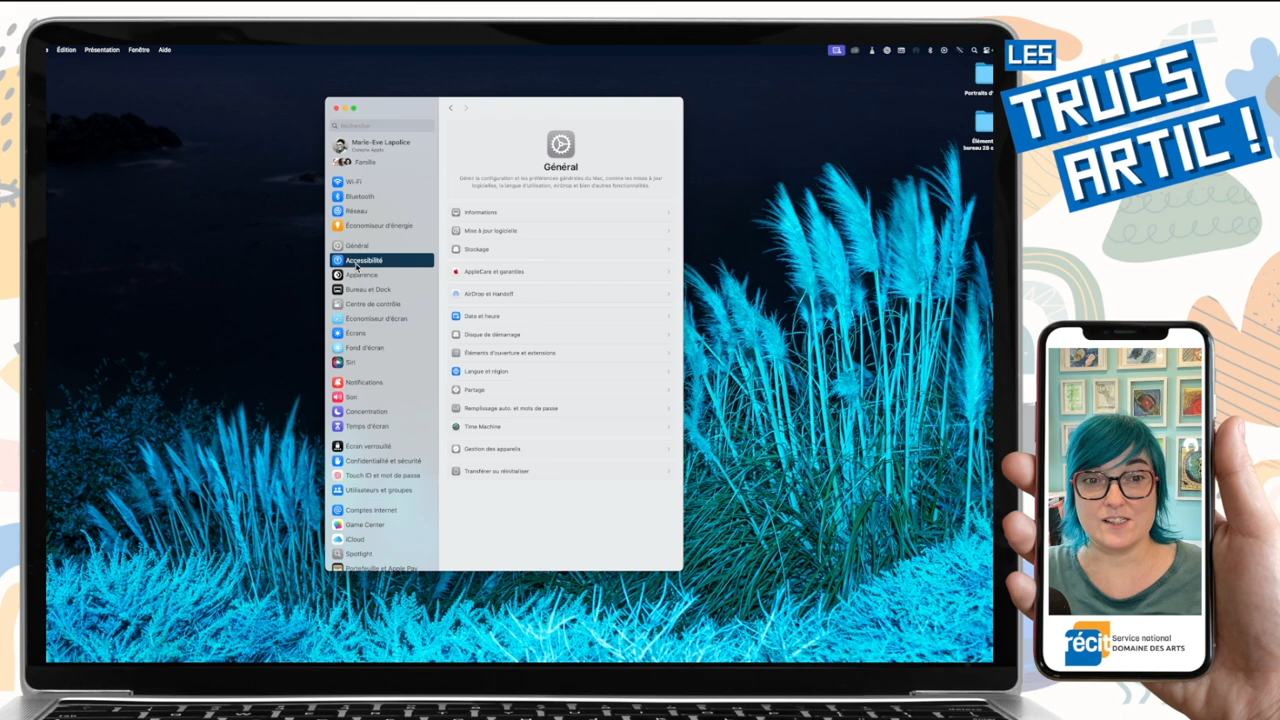 Édition Présentation Fenêtre Aide
Portraits d'
Élément
bureau 28 o
LES
TRUCS
ARTIC !
Rechercher
Marie-Eve Lapolice
Compte Apple
Famille
Wi-Fi
Bluetooth
Réseau
Économiseur d'énergie
Général
Accessibilité
Apparence
Bureau et Dock
Centre de contrôle
Économiseur d'écran
Écrans
Fond d'écran
Siri
Notifications
Son
Concentration
Temps d'écran
Écran verrouillé
Confidentialité et sécurité
Touch ID et mot de passe
Utilisateurs et groupes
Comptes Internet
Game Center
iCloud
Spotlight
Portefeuille et Apple Pay
Général
Gérez la configuration et les préférences générales du Mac, comme les mises à jour
logicielles, la langue d'utilisation, AirDrop et bien d'autres fonctionnalités.
Informations
Mise à jour logicielle
Stockage
AppleCare et garanties
AirDrop et Handoff
Date et heure
Disque de démarrage
Éléments d'ouverture et extensions
Langue et région
Partage
Remplissage auto. et mots de passe
Time Machine
Gestion des appareils
Transférer ou réinitialiser
récit
Service national
DOMAINE DES ARTS